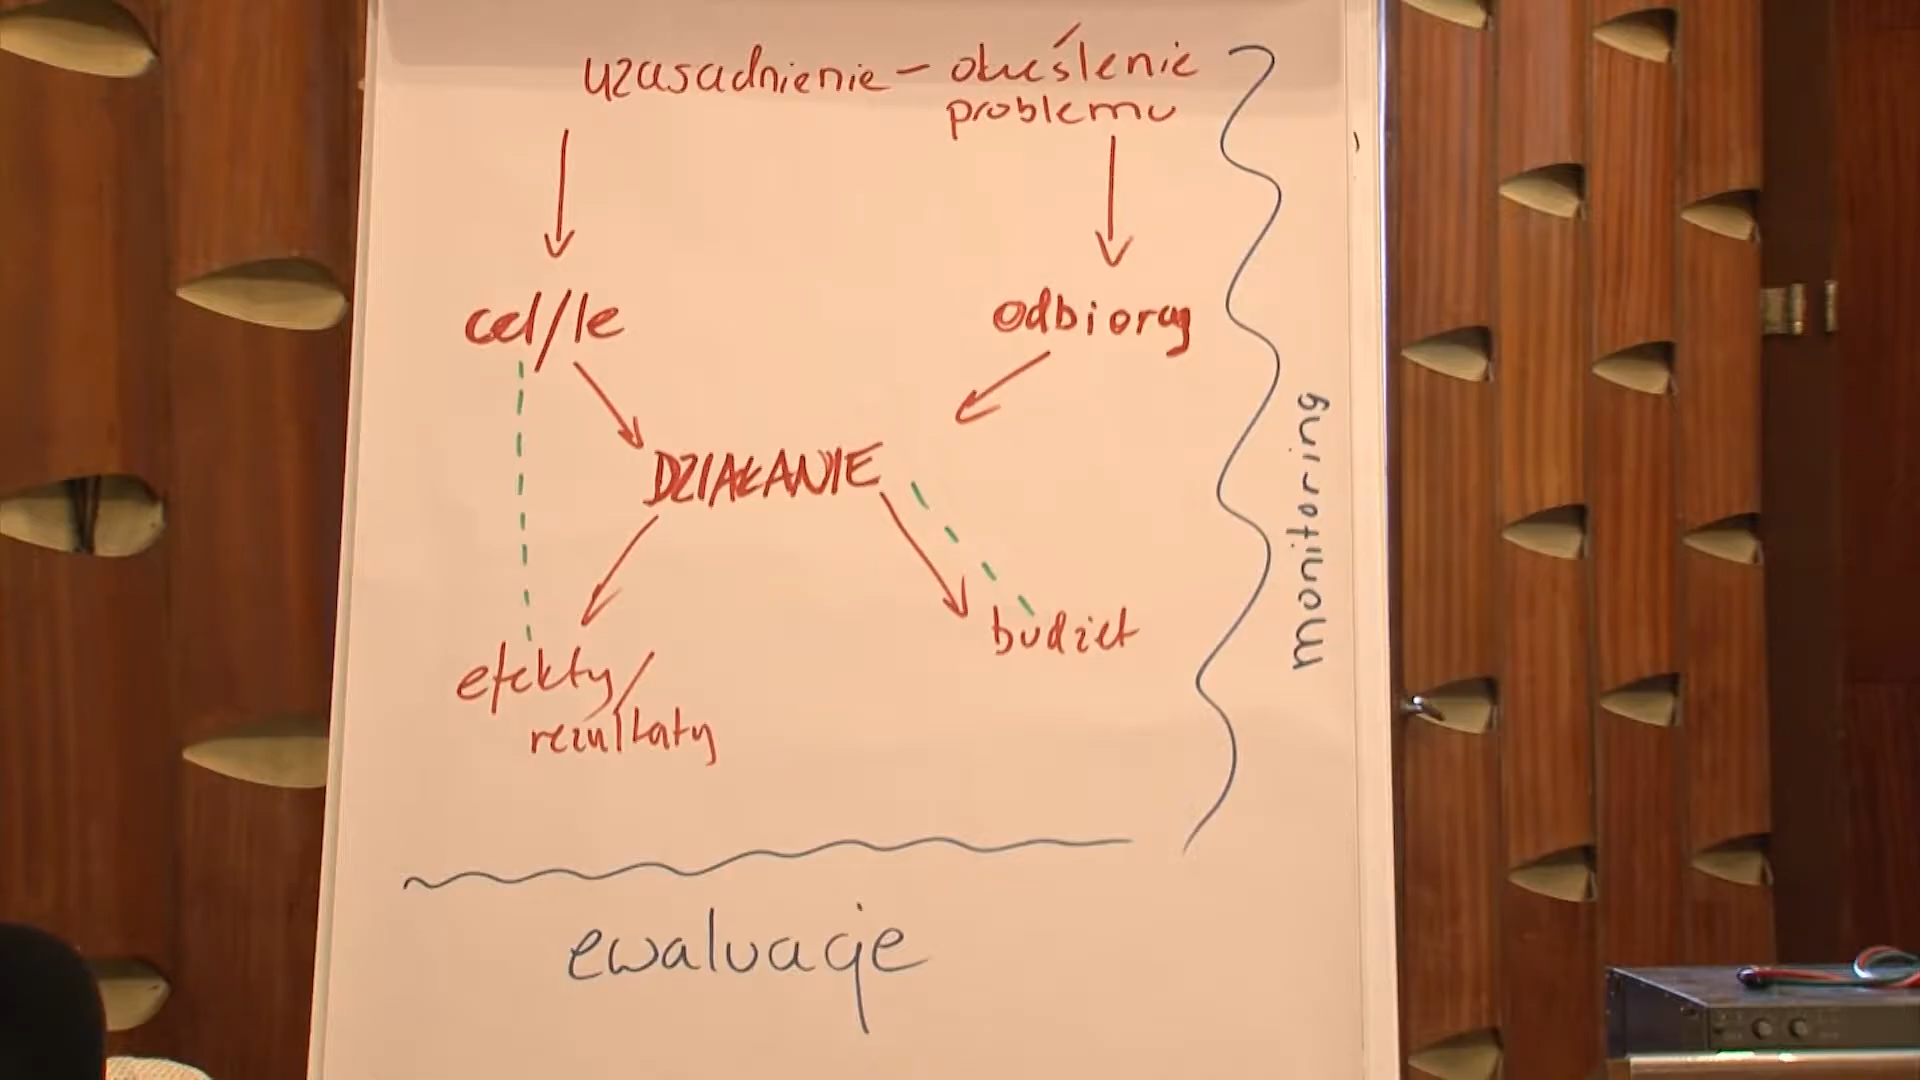 uzasadnienie - określenie
problemu
cel/le
odbiorcy
DZIAŁANIE
budżet
efekty/
rezultaty
monitoring
ewaluacje